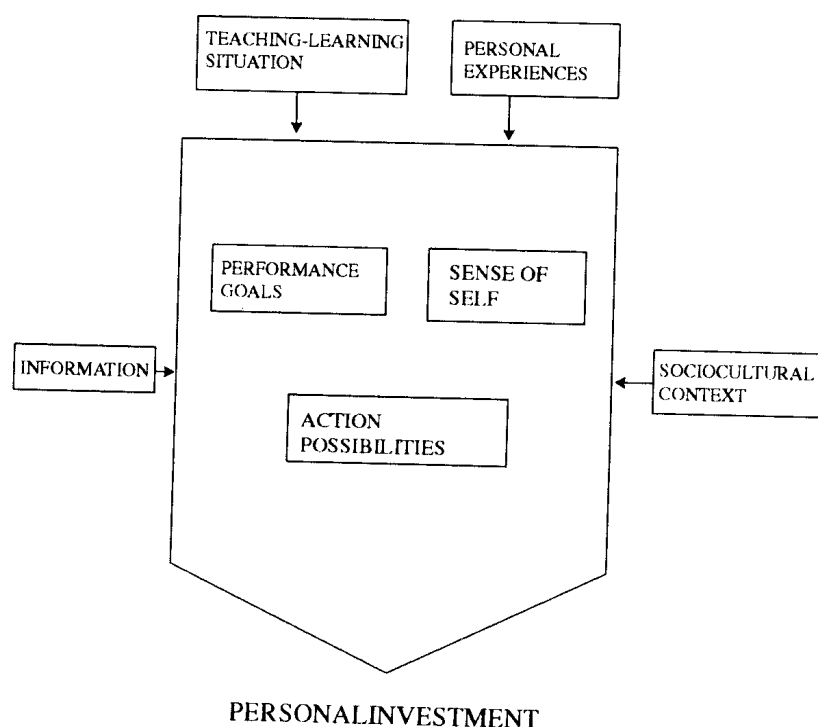 TEACHING-LEARNING
SITUATION
PERSONAL
EXPERIENCES
PERFORMANCE
GOALS
SENSE OF
SELF
INFORMATION
SOCIOCULTURAL
CONTEXT
ACTION
POSSIBILITIES
PERSONALINVESTMENT